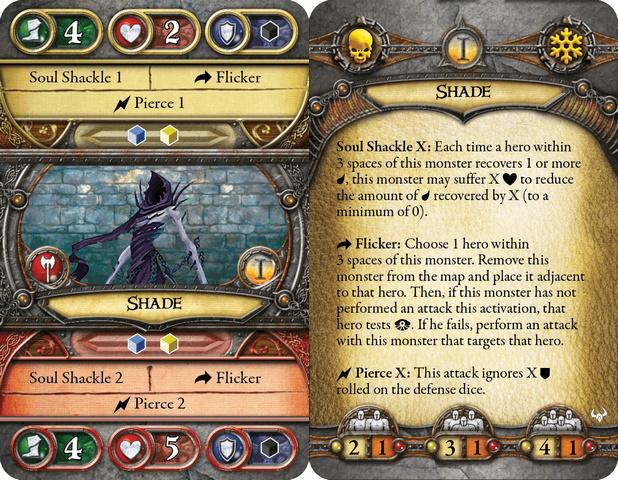 4 2
Soul Shackle 1 Flicker
Pierce 1
I
SHADE
Soul Shackle 2 Flicker
Pierce 2
4 5
I
SHADE
Soul Shackle X: Each time a hero within
3 spaces of this monster recovers 1 or more
, this monster may suffer X to reduce
the amount of recovered by X (to a
minimum of 0).
Flicker: Choose 1 hero within
3 spaces of this monster. Remove this
monster from the map and place it adjacent
to that hero. Then, if this monster has not
performed an attack this activation, that
hero tests . If he fails, perform an attack
with this monster that targets that hero.
Pierce X: This attack ignores X
rolled on the defense dice.
2 1 3 1 4 1